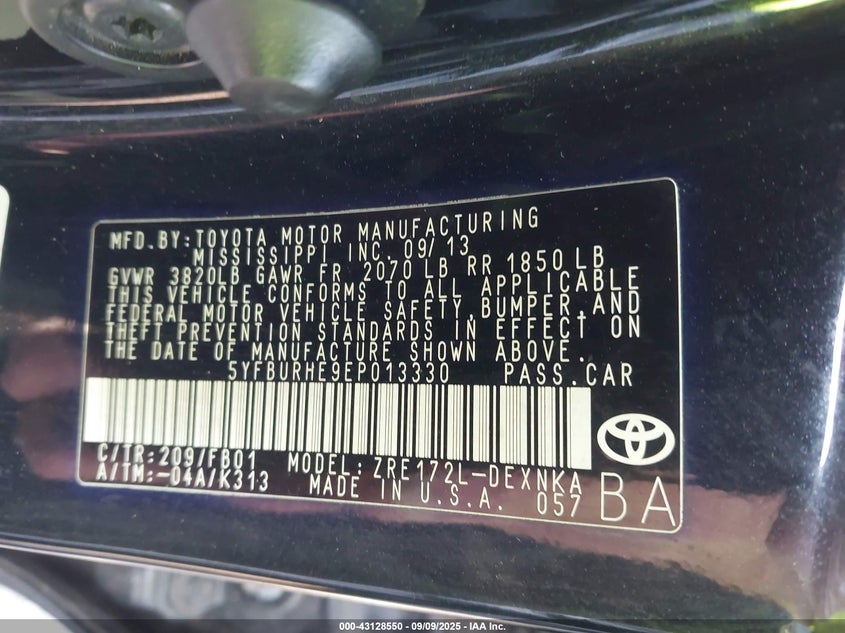 MFD.BY:TOYOTA MOTOR MANUFACTURING
MISSISSIPPI INC. 09/13
GVWR 3820LB GAWR FR 2070 LB RR 1850 LB
THIS VEHICLE CONFORMS TO ALL APPLICABLE
FEDERAL MOTOR VEHICLE SAFETY,BUMPER,AND
THEFT PREVENTION STANDARDS IN EFFECT ON
THE DATE OF MANUFACTURE SHOWN ABOVE.
5YFBURHE9EP013330 PASS.CAR
C/TR:209/FB01 MODEL:ZRE172L-DEXNKA
A/TM:-04A/K313 MADE IN U.S.A. 057 BA
000-43128550 - 09/09/2025 - IAA Inc.